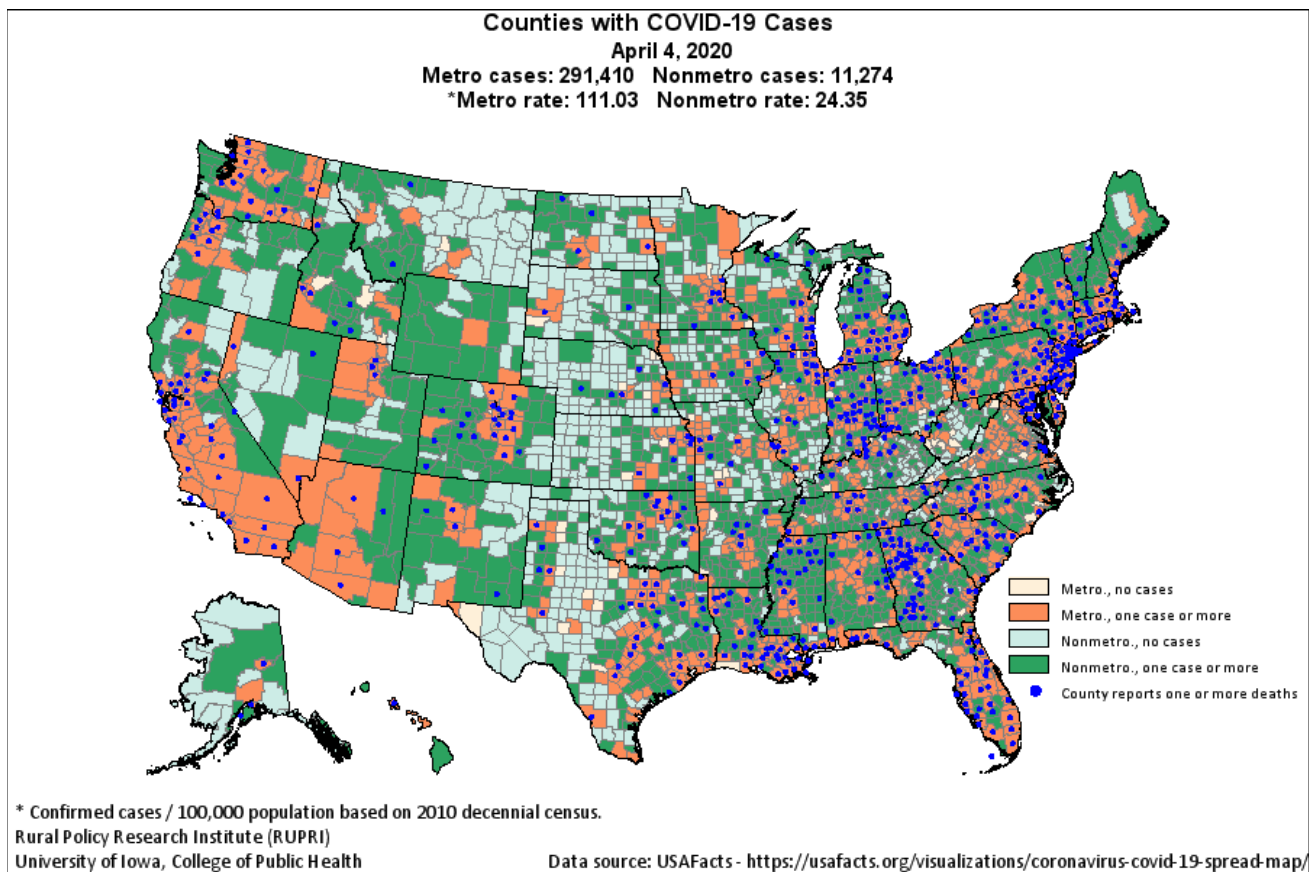 Counties with COVID-19 Cases
April 4, 2020
Metro cases: 291,410 Nonmetro cases: 11,274
*Metro rate: 111.03 Nonmetro rate: 24.35
Metro., no cases
Metro., one case or more
Nonmetro., no cases
Nonmetro., one case or more
County reports one or more deaths
* Confirmed cases / 100,000 population based on 2010 decennial census.
Rural Policy Research Institute (RUPRI)
University of Iowa, College of Public Health
Data source: USAFacts - https://usafacts.org/visualizations/coronavirus-covid-19-spread-map/